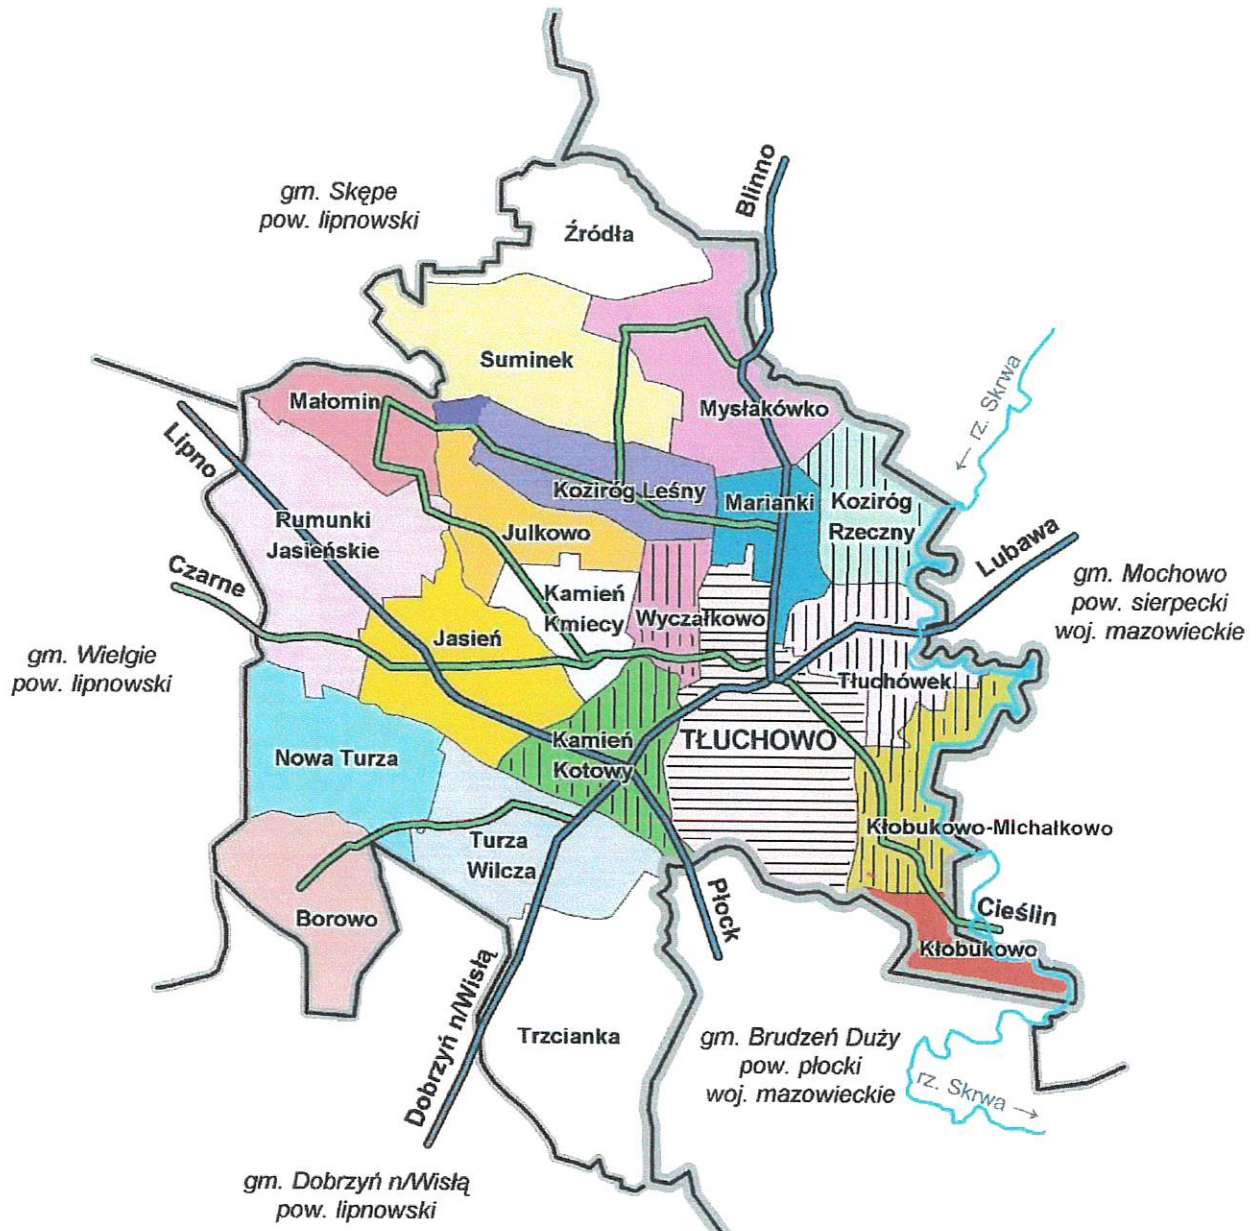 Blinno
gm. Skępe
pow. lipnowski
Źródła
rz. Skrwa
Suminek
Małomin
Mysłakówko
Lipno
Koziróg Leśny
Marianki
Koziróg
Rzeczny
Rumunki
Jasieńskie
Julkowo
Lubawa
Czarne
Kamień
Kmiecy
gm. Mochowo
pow. sierpecki
woj. mazowieckie
Wyczałkowo
Jasień
gm. Wielgie
pow. lipnowski
Tłuchówek
Kamień
Kotowy
TŁUCHOWO
Nowa Turza
Kłobukowo-Michałkowo
Turza
Wilcza
Płock
Cieślin
Borowo
Kłobukowo
Dobrzyń n/Wisłą
Trzcianka
gm. Brudzeń Duży
pow. płocki
woj. mazowieckie
rz. Skrwa
gm. Dobrzyń n/Wisłą
pow. lipnowski